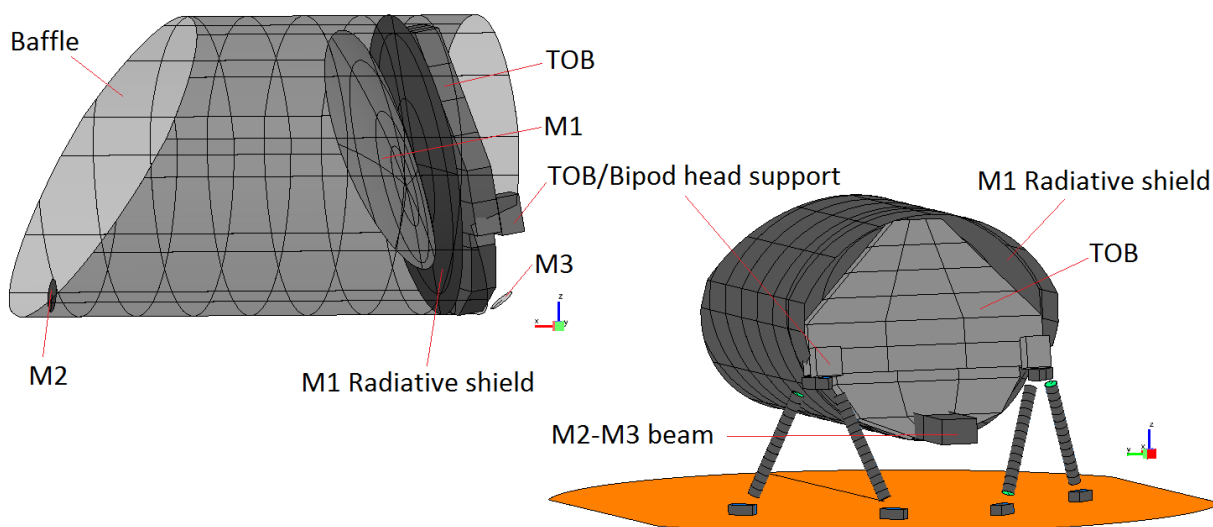 Baffle
TOB
M1
TOB/Bipod head support
M3
M2
M1 Radiative shield
x
z
y
M1 Radiative shield
TOB
M2-M3 beam
z
y
x